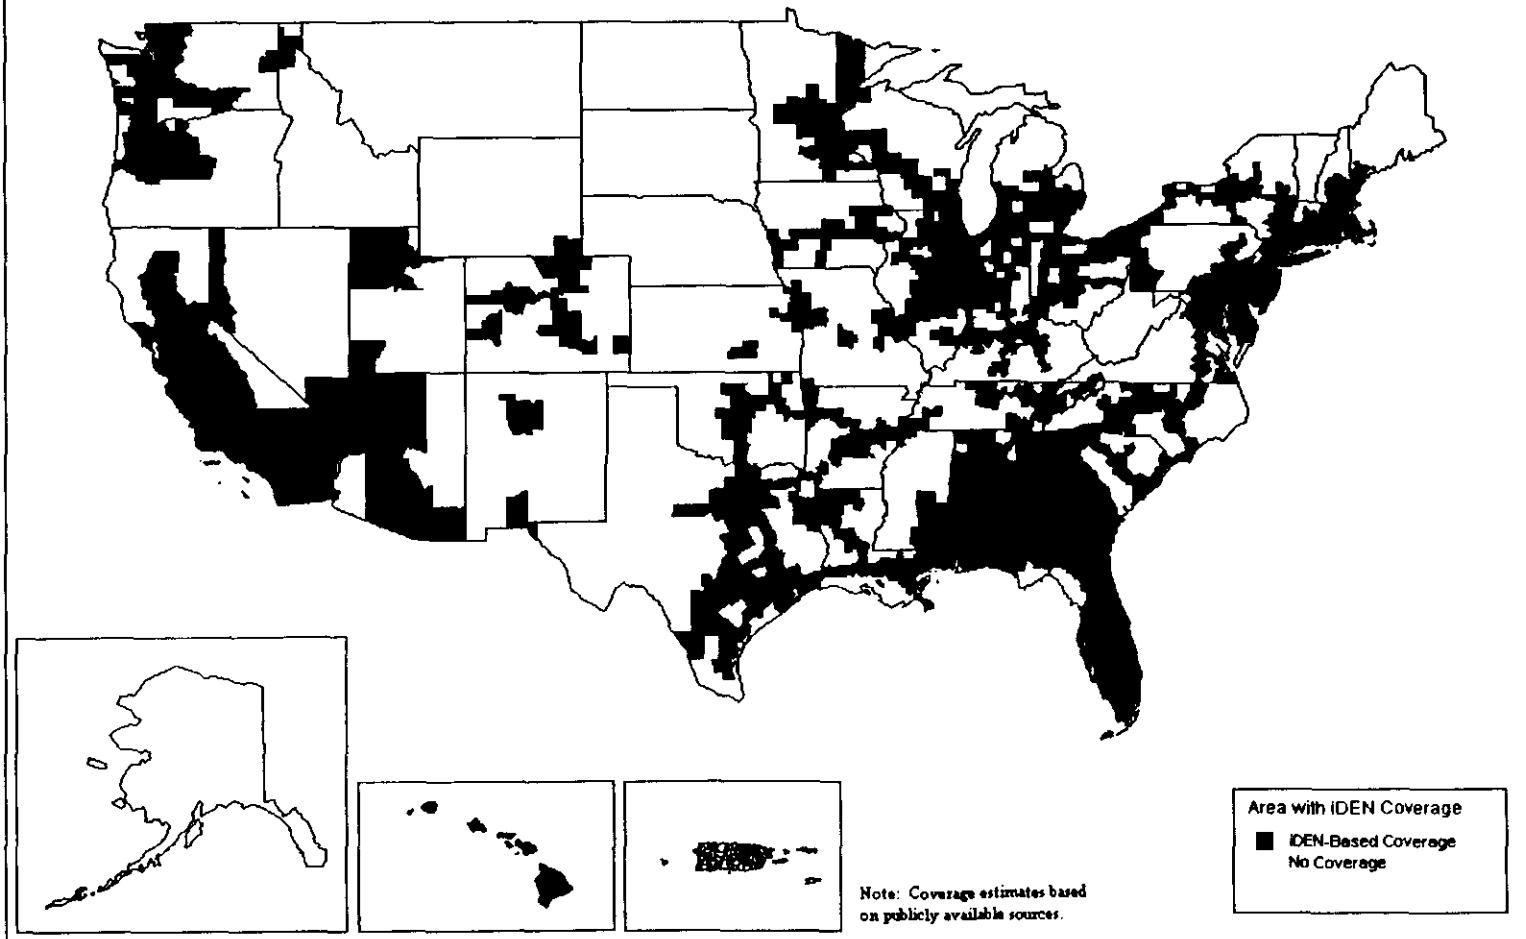 Area with iDEN Coverage
iDEN-Based Coverage
No Coverage
Note: Coverage estimates based
on publicly available sources.